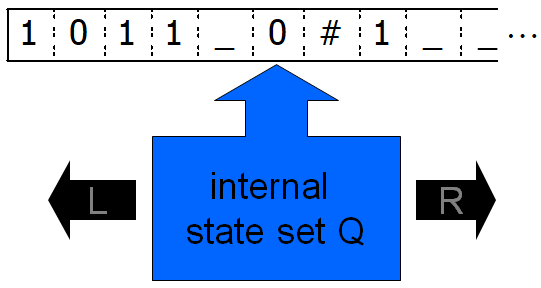 1 0 1 1 _ 0 # 1 _ _ ...
internal
L state set Q R